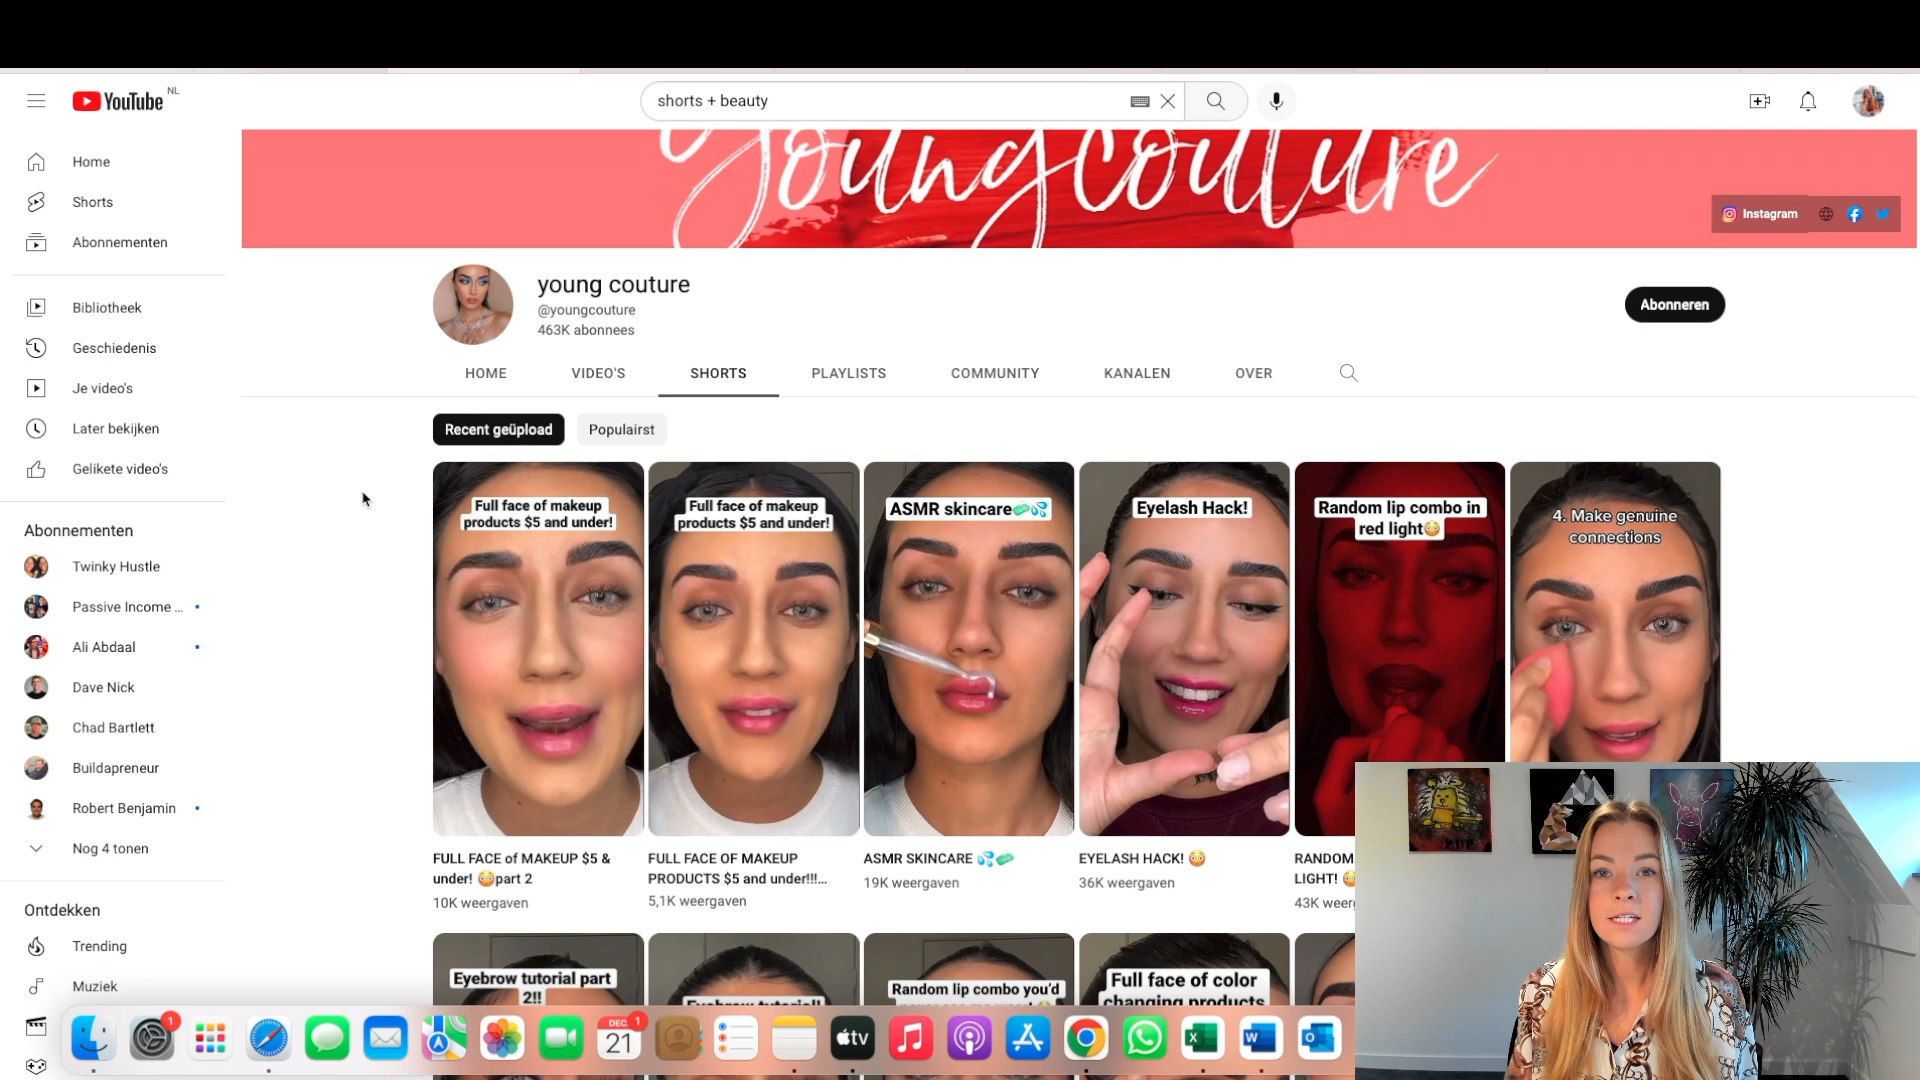 YouTube NL
shorts + beauty
Home
Shorts
Abonnementen
Bibliotheek
Geschiedenis
Je video's
Later bekijken
Gelikete video's
Abonnementen
Twinky Hustle
Passive Income ...
Ali Abdaal
Dave Nick
Chad Bartlett
Buildapreneur
Robert Benjamin
Nog 4 tonen
Ontdekken
Trending
Muziek
youngcouture
Instagram
young couture
@youngcouture
463K abonnees
Abonneren
HOME
VIDEO'S
SHORTS
PLAYLISTS
COMMUNITY
KANALEN
OVER
Recent geüpload
Populairst
Full face of makeup
products $5 and under!
Full face of makeup
products $5 and under!
ASMR skincare🧼💦
Eyelash Hack!
Random lip combo in
red light😳
4. Make genuine
connections
FULL FACE of MAKEUP $5 &
under! 😳part 2
10K weergaven
FULL FACE OF MAKEUP
PRODUCTS $5 and under!!!...
5,1K weergaven
ASMR SKINCARE 💦🧼
19K weergaven
EYELASH HACK! 😳
36K weergaven
RANDOM
LIGHT! 😳
43K
Eyebrow tutorial part
2!!
Eyebrow tutorial!
Random lip combo you'd
Full face of color
changing products
1
DEC. 1
21
tv
X
W